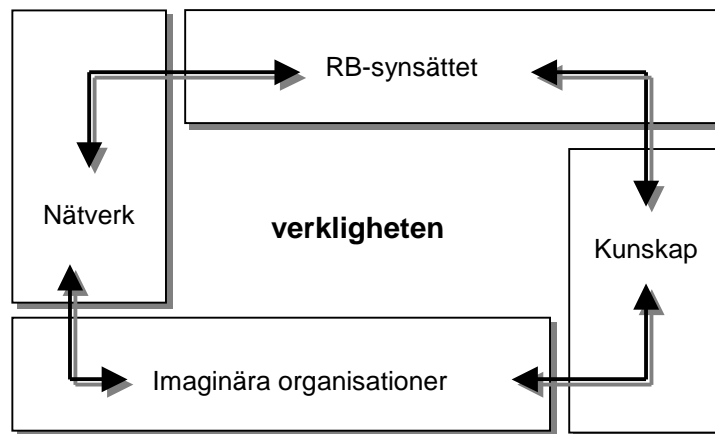 RB-synsättet
Nätverk
verkligheten
Kunskap
Imaginära organisationer